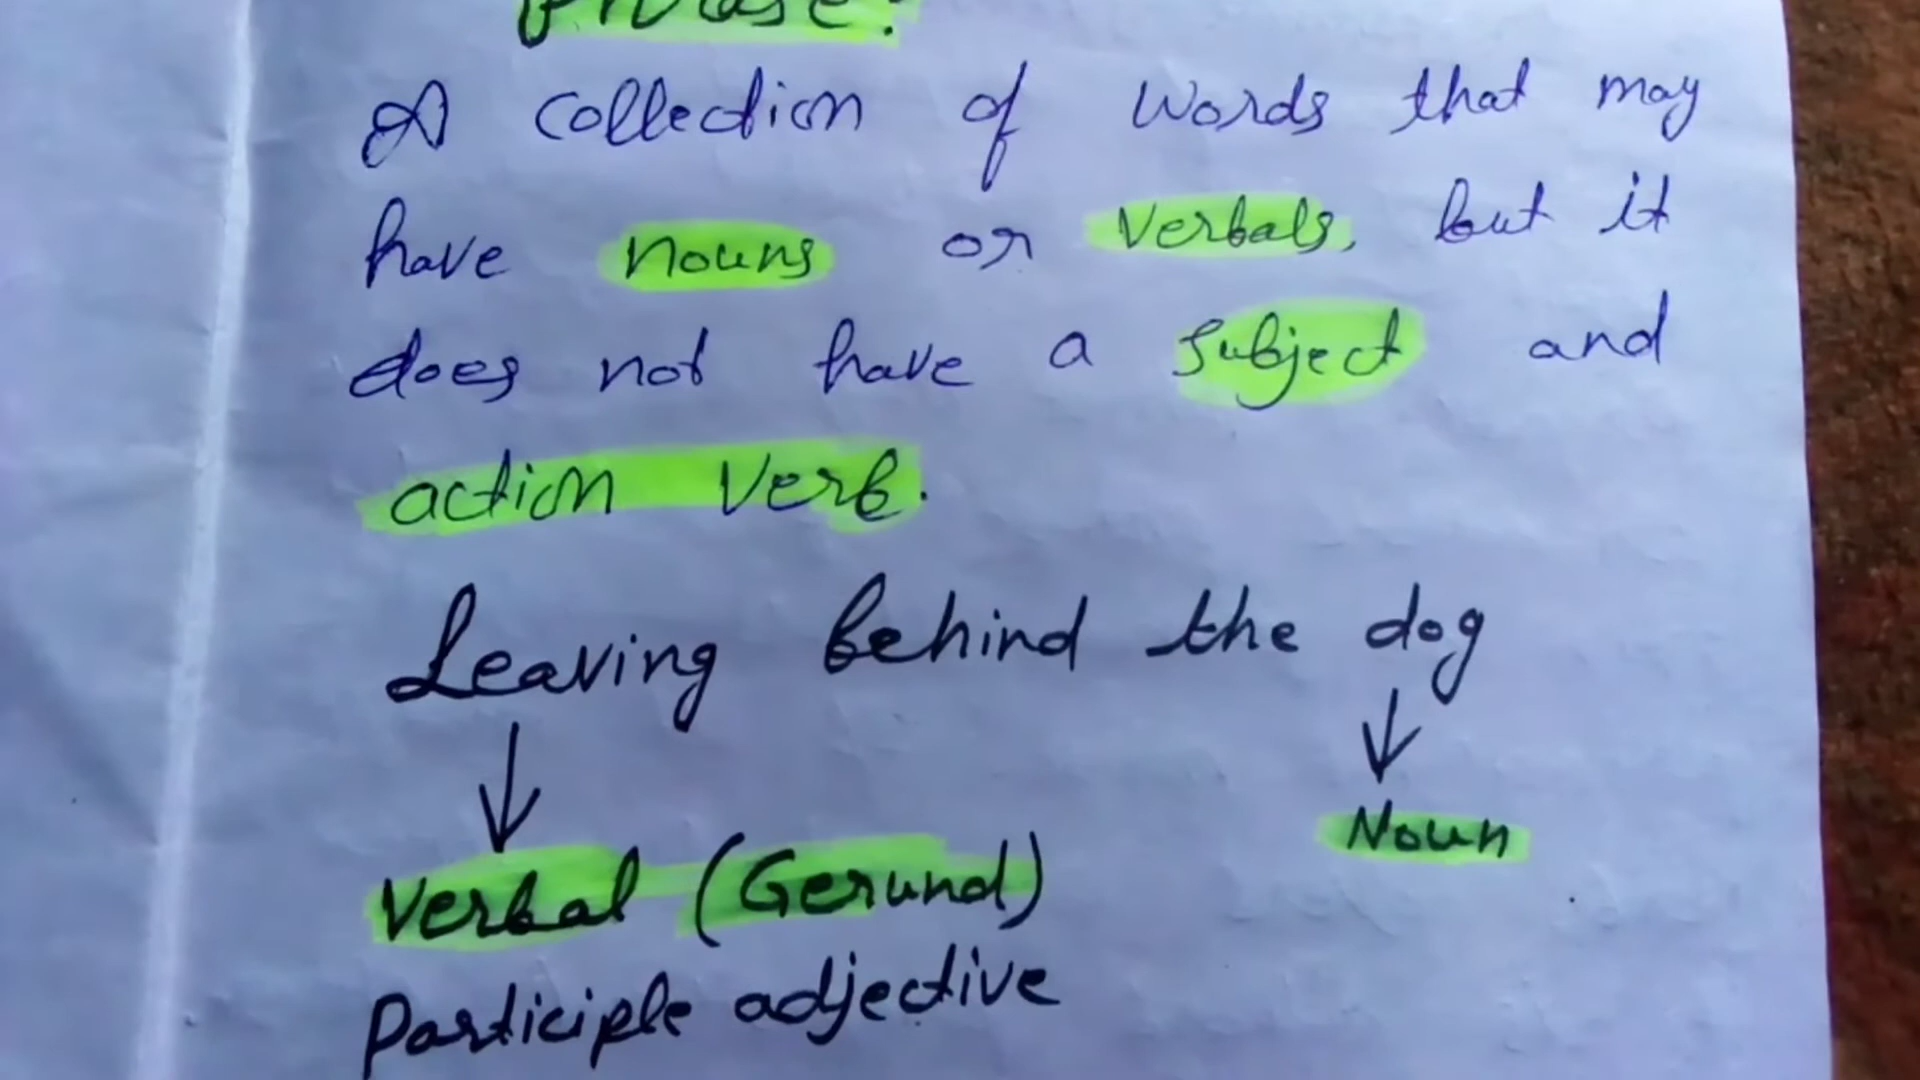 Phrase:
A collection of words that may
have nouns or verbals, but it
does not have a subject and
action verb.
Leaving behind the dog
Noun
Verbal (Gerund)
Participle adjective